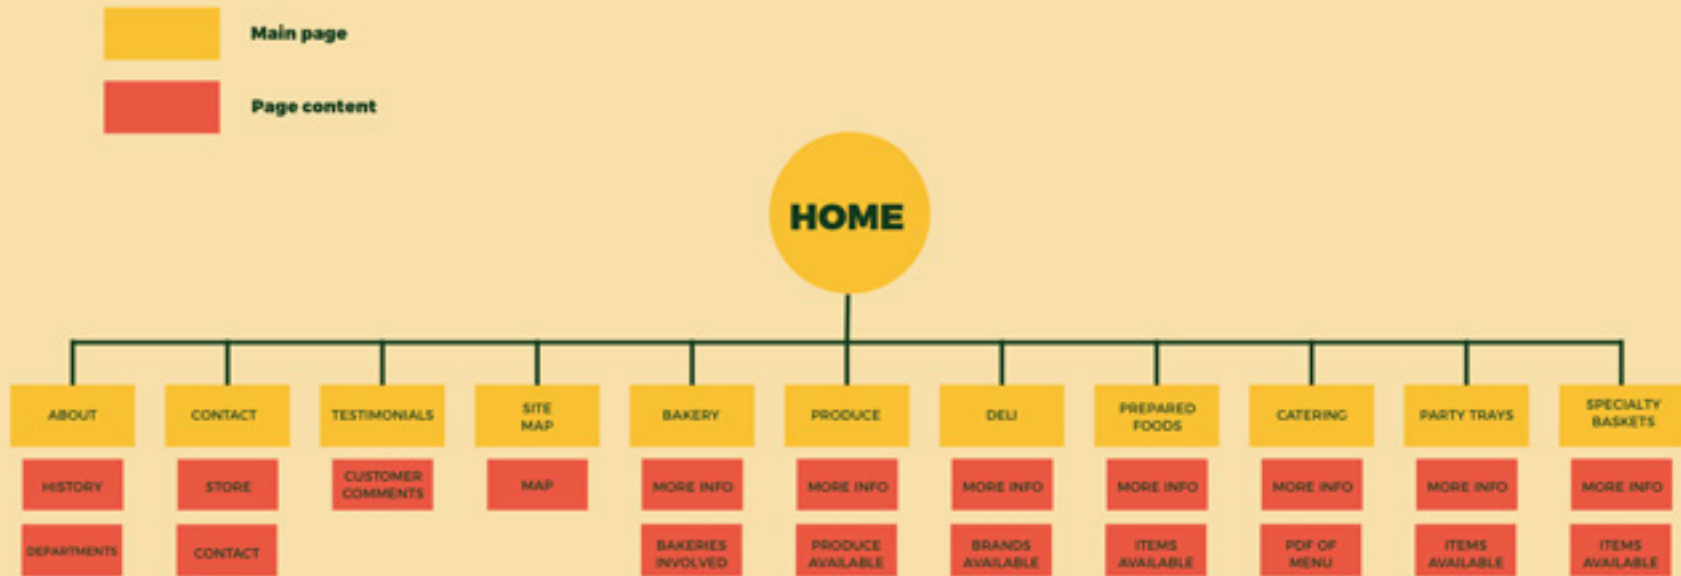 Main page
Page content
HOME
ABOUT
CONTACT
TESTIMONIALS
SITE
MAP
BAKERY
PRODUCE
DELI
PREPARED
FOODS
CATERING
PARTY TRAYS
SPECIALTY
BASKETS
HISTORY
STORE
CUSTOMER
COMMENTS
MAP
MORE INFO
MORE INFO
MORE INFO
MORE INFO
MORE INFO
MORE INFO
MORE INFO
DEPARTMENTS
CONTACT
BAKERIES
INVOLVED
PRODUCE
AVAILABLE
BRANDS
AVAILABLE
ITEMS
AVAILABLE
PDF OF
MENU
ITEMS
AVAILABLE
ITEMS
AVAILABLE